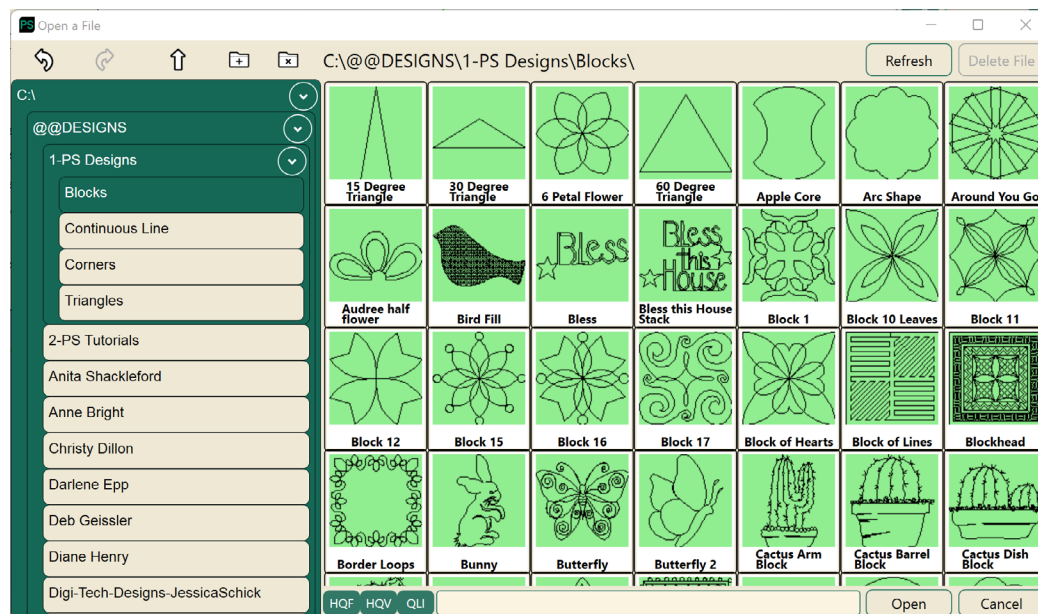 PS Open a File
C:\@@DESIGNS\1-PS Designs\Blocks\
Refresh
Delete File
C:\
@@DESIGNS
1-PS Designs
Blocks
Continuous Line
Corners
Triangles
2-PS Tutorials
Anita Shackleford
Anne Bright
Christy Dillon
Darlene Epp
Deb Geissler
Diane Henry
Digi-Tech-Designs-JessicaSchick
15 Degree
Triangle
30 Degree
Triangle
6 Petal Flower
60 Degree
Triangle
Apple Core
Arc Shape
Around You Go
Audree half
flower
Bird Fill
Bless
Bless
Bless
this
House
Bless this House
Stack
Block 1
Block 10 Leaves
Block 11
Block 12
Block 15
Block 16
Block 17
Block of Hearts
Block of Lines
Blockhead
Border Loops
Bunny
Butterfly
Butterfly 2
Cactus Arm
Block
Cactus Barrel
Block
Cactus Dish
Block
HQF
HQV
QLI
Open
Cancel